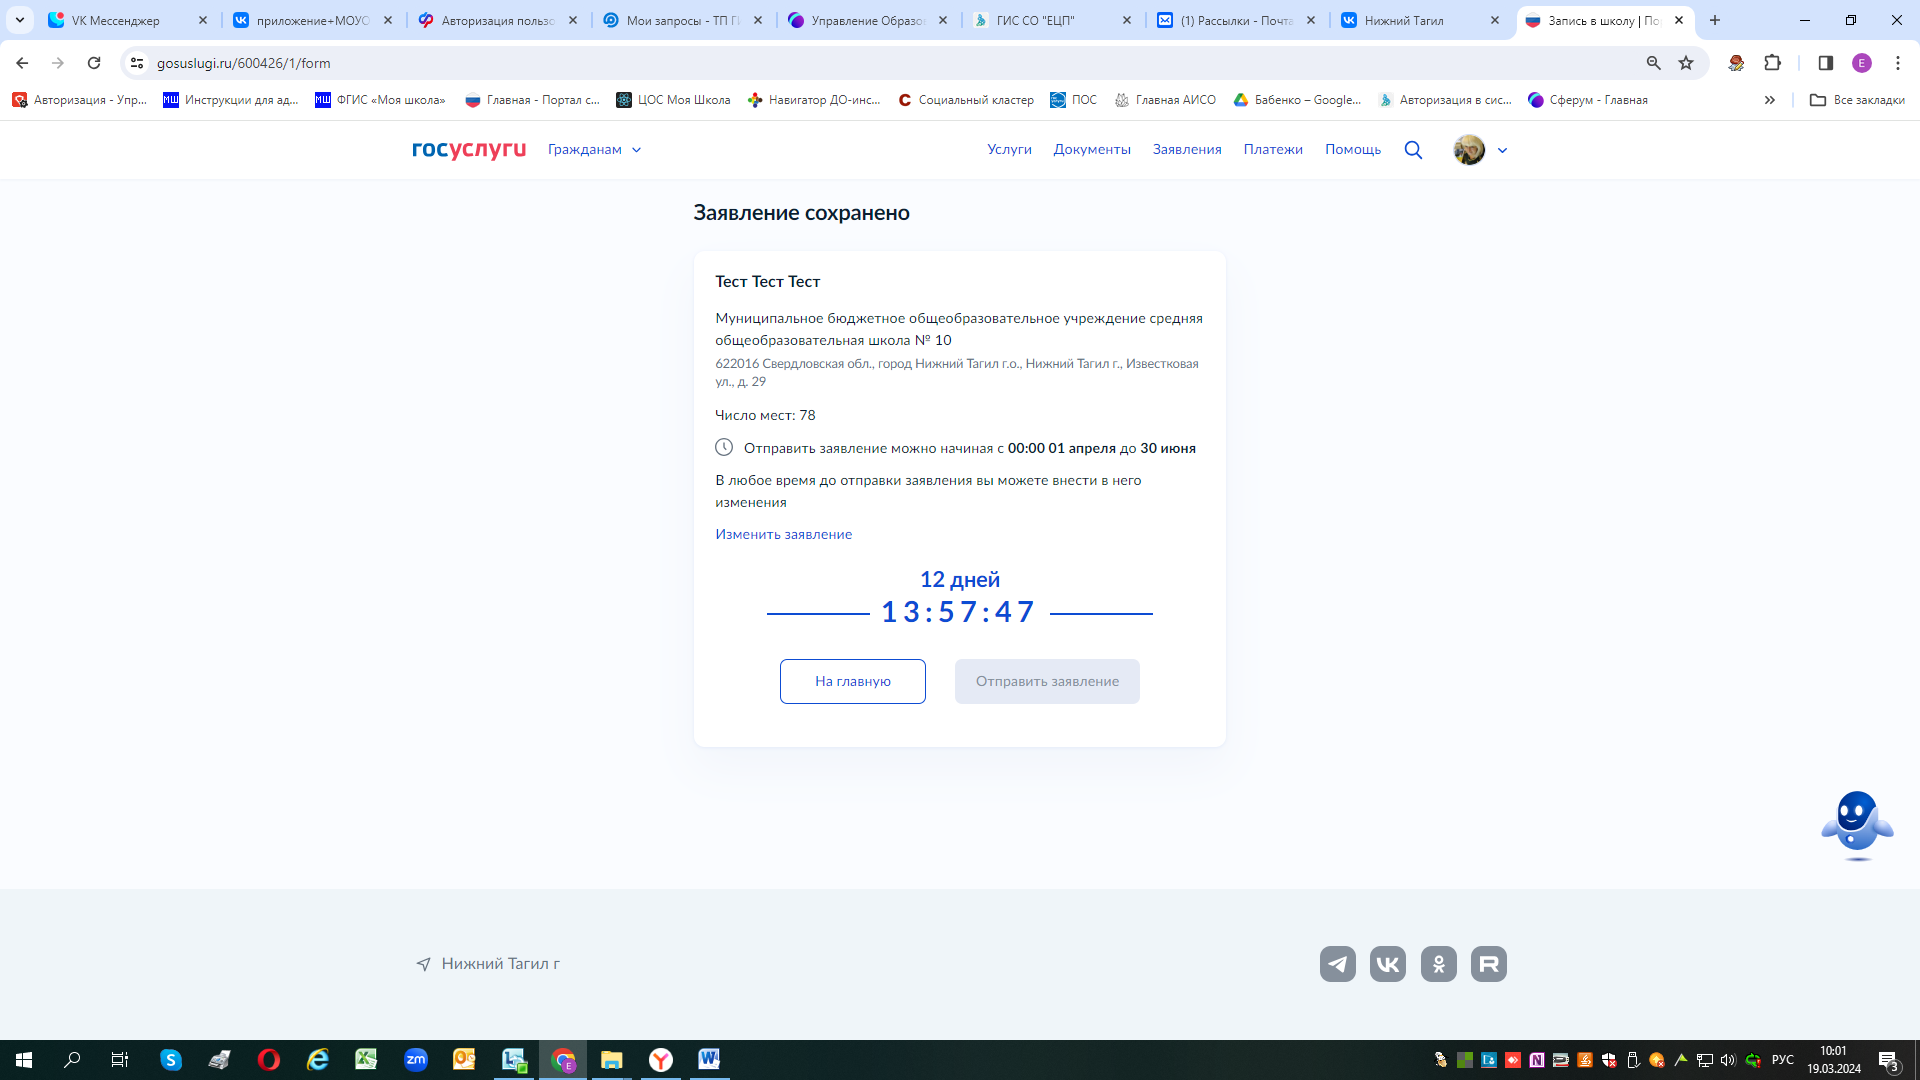 VK Мессенджер
приложение+МОУО
Авторизация пользо
Мои запросы - ТП Г
Управление Образо
ГИС СО "ЕЦП"
(1) Рассылки - Почта
Нижний Тагил
Запись в школу | По
gosuslugi.ru/600426/1/form
E
Авторизация - Упр...
Инструкции для ад...
ФГИС «Моя школа»
Главная - Портал с...
ЦОС Моя Школа
Навигатор ДО-инс...
Социальный кластер
ПОС
Главная АИСО
Бабенко – Google...
Авторизация в сис...
Сферум - Главная
Все закладки
госуслуги
Гражданам
Услуги
Документы
Заявления
Платежи
Помощь
Заявление сохранено
Тест Тест Тест
Муниципальное бюджетное общеобразовательное учреждение средняя
общеобразовательная школа № 10
622016 Свердловская обл., город Нижний Тагил г.о., Нижний Тагил г., Известковая
ул., д. 29
Число мест: 78
Отправить заявление можно начиная с 00:00 01 апреля до 30 июня
В любое время до отправки заявления вы можете внести в него
изменения
Изменить заявление
12 дней
13:57:47
На главную
Отправить заявление
Нижний Тагил г
РУС
10:01
19.03.2024
3